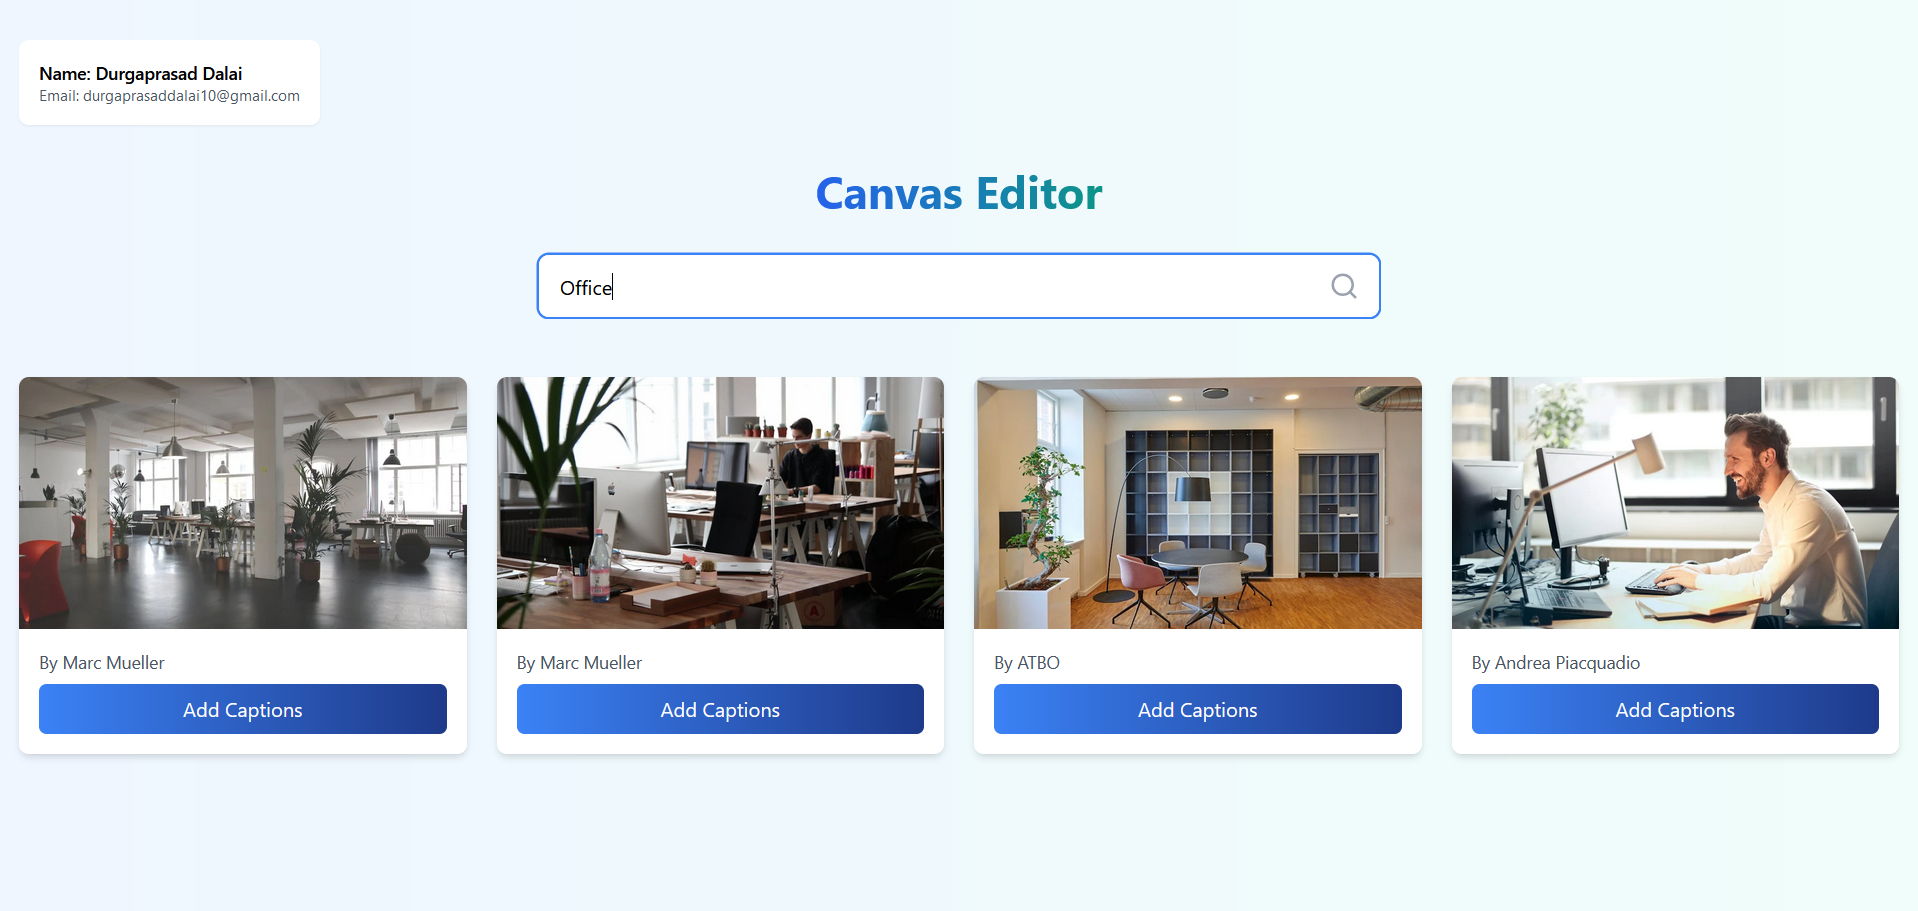 Name: Durgaprasad Dalai
Email: durgaprasaddalai10@gmail.com
Canvas Editor
Office
By Marc Mueller
Add Captions
By Marc Mueller
Add Captions
By ATBO
Add Captions
By Andrea Piacquadio
Add Captions